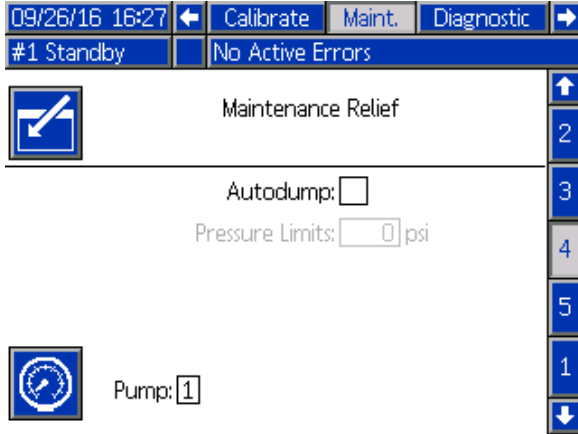 09/26/16 16:27 Calibrate Maint. Diagnostic
#1 Standby No Active Errors
Maintenance Relief
2
Autodump:
3
Pressure Limits: 0 psi
4
5
1
Pump: 1